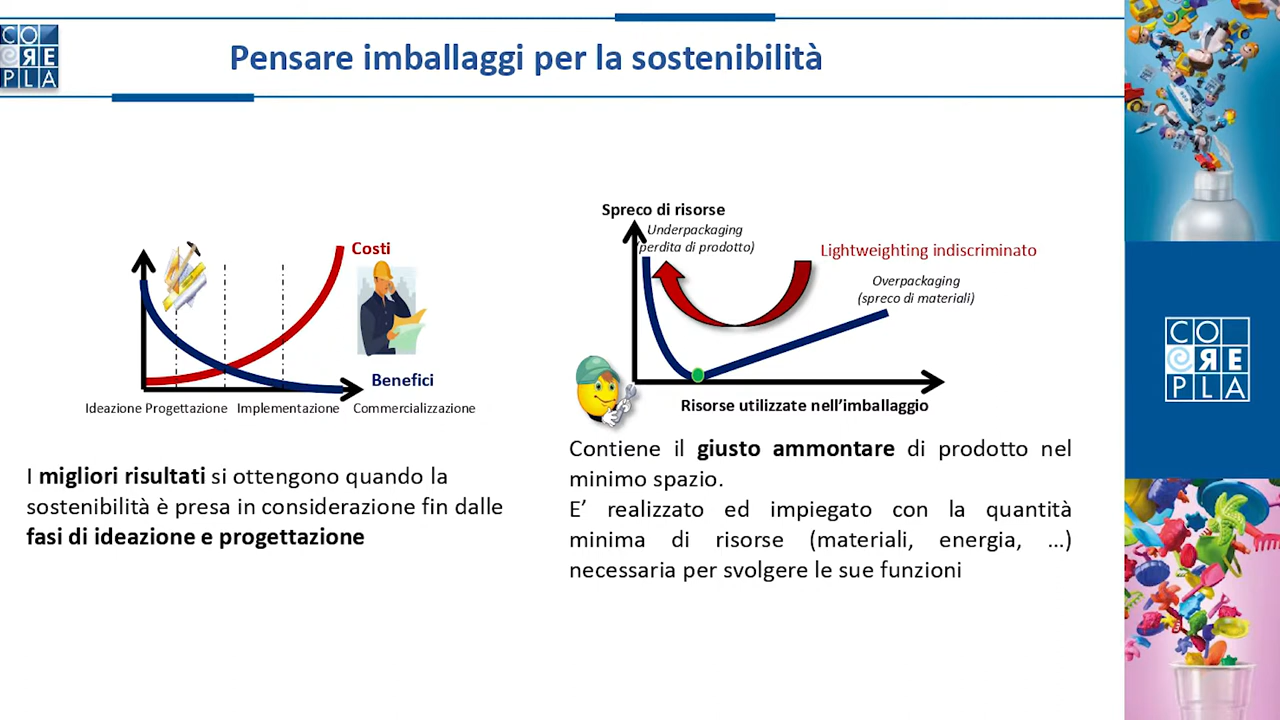 CO
RE
PLA
Pensare imballaggi per la sostenibilità
Costi
Benefici
Ideazione Progettazione Implementazione Commercializzazione
I migliori risultati si ottengono quando la
sostenibilità è presa in considerazione fin dalle
fasi di ideazione e progettazione
Spreco di risorse
Underpackaging
(perdita di prodotto)
Lightweighting indiscriminato
Overpackaging
(spreco di materiali)
Risorse utilizzate nell’imballaggio
Contiene il giusto ammontare di prodotto nel
minimo spazio.
E’ realizzato ed impiegato con la quantità
minima di risorse (materiali, energia, …)
necessaria per svolgere le sue funzioni
CO
RE
PLA